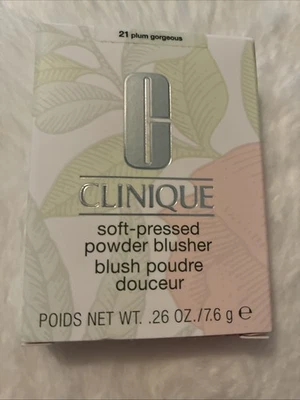 21 plum gorgeous
CLINIQUE
soft-pressed
powder blusher
blush poudre
douceur
POIDS NET WT. .26 OZ./7.6 g ℮